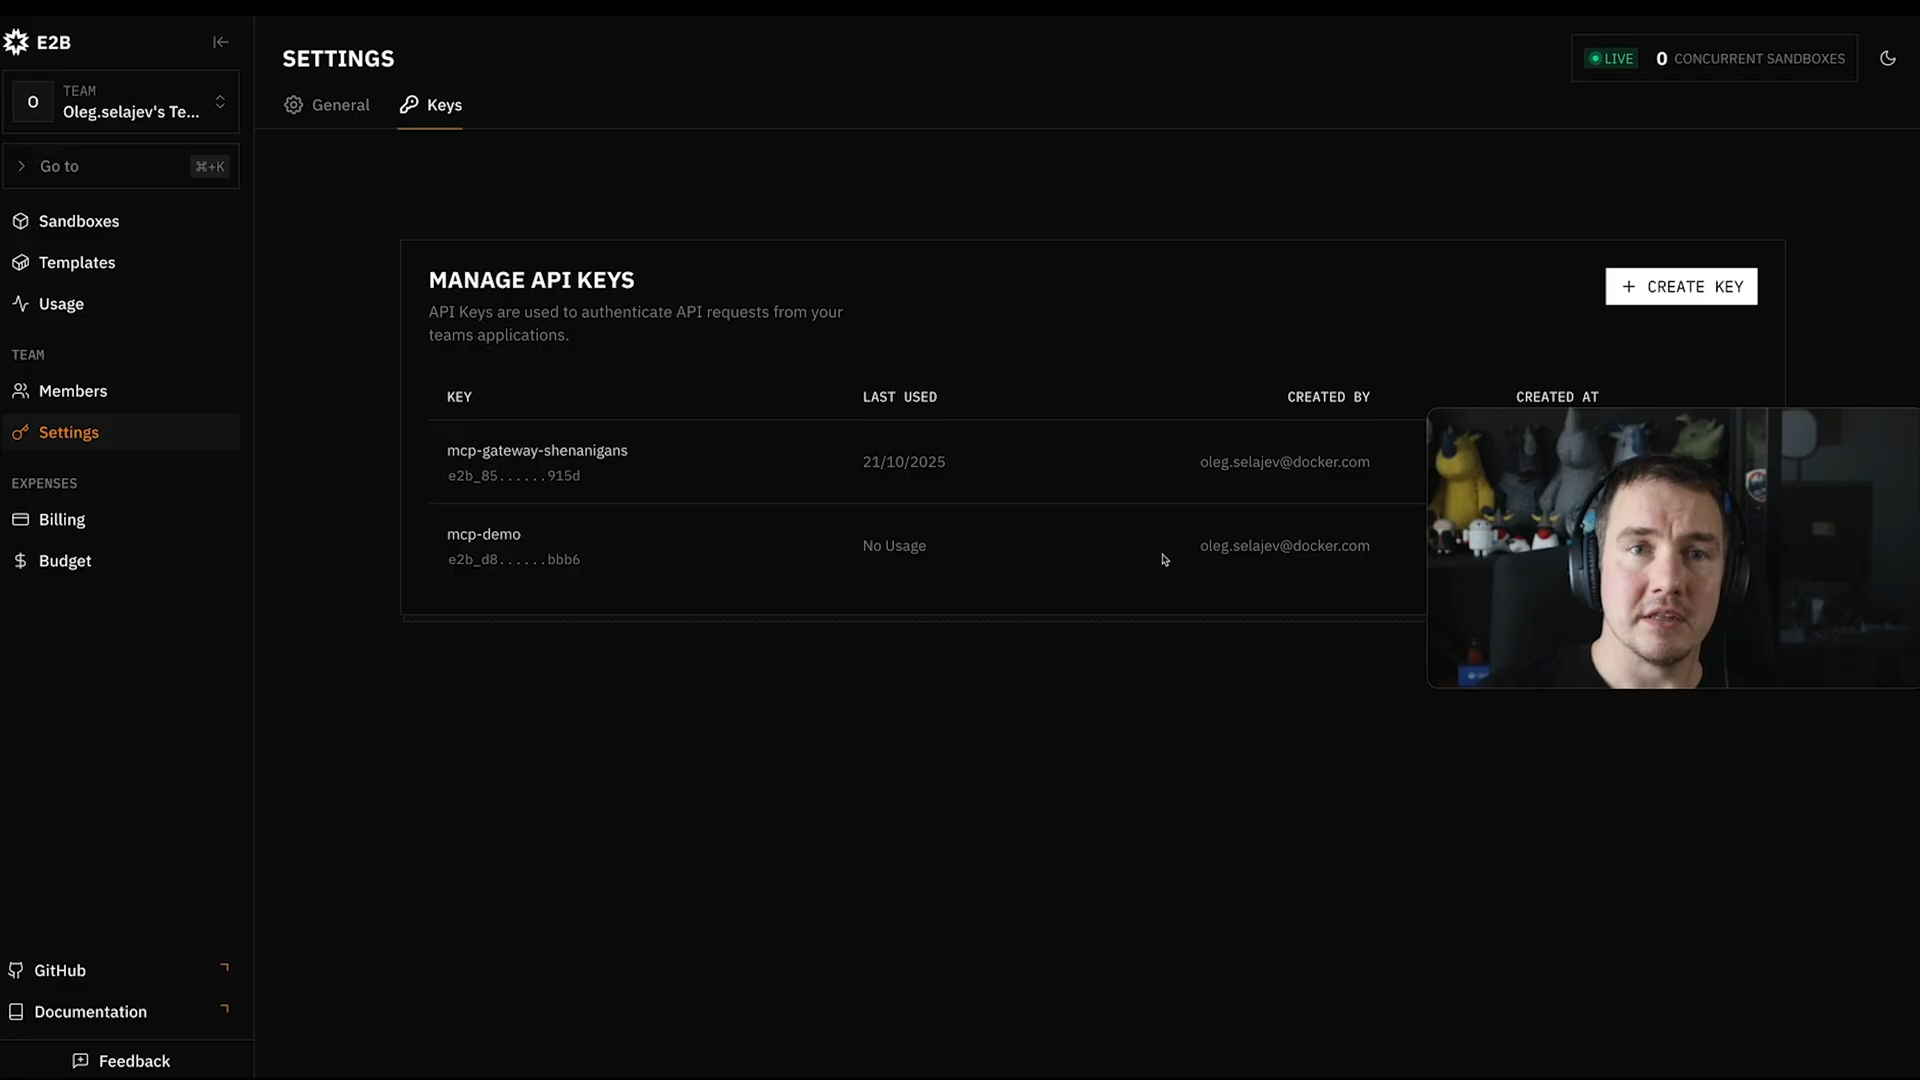 E2B
TEAM
Oleg.selajev's Te...
Go to
⌘+K
Sandboxes
Templates
Usage
TEAM
Members
Settings
EXPENSES
Billing
Budget
GitHub
Documentation
Feedback
SETTINGS
LIVE
0 CONCURRENT SANDBOXES
General
Keys
MANAGE API KEYS
API Keys are used to authenticate API requests from your
teams applications.
+ CREATE KEY
KEY
LAST USED
CREATED BY
CREATED AT
mcp-gateway-shenanigans
e2b_85......915d
21/10/2025
oleg.selajev@docker.com
mcp-demo
e2b_d8......bbb6
No Usage
oleg.selajev@docker.com